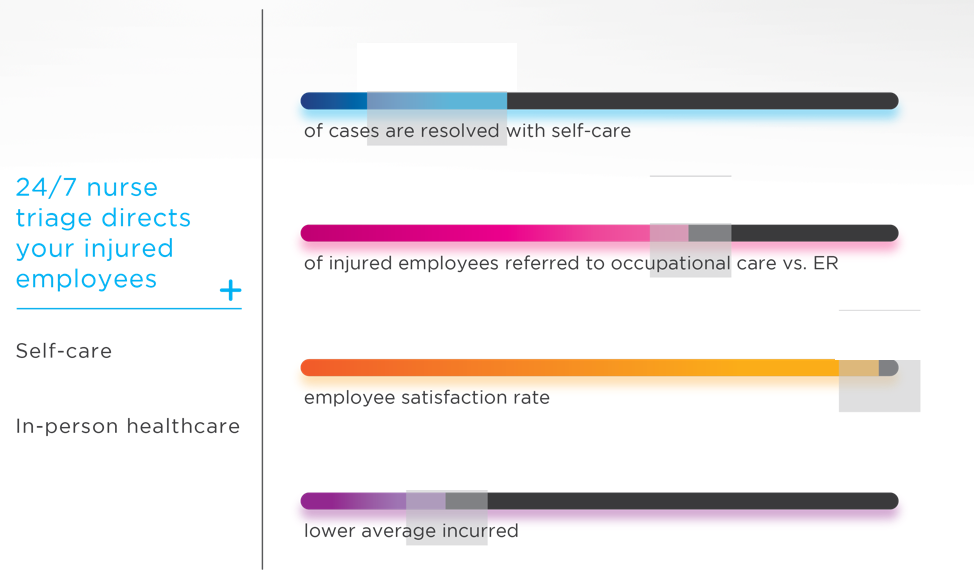 24/7 nurse
triage directs
your injured
employees
+
Self-care
In-person healthcare
of cases are resolved with self-care
of injured employees referred to occupational care vs. ER
employee satisfaction rate
lower average incurred